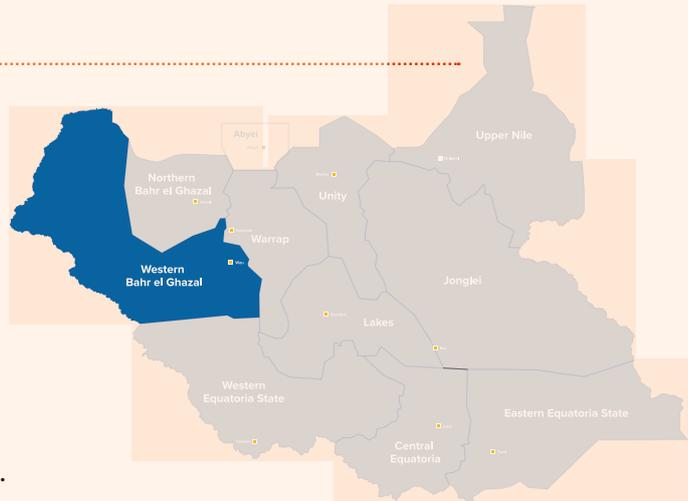 Abyei
Upper Nile
Northern
Bahr el Ghazal
Unity
Warrap
Western
Bahr el Ghazal
Wau
Jonglei
Lakes
Western
Equatoria State
Eastern Equatoria State
Central
Equatoria